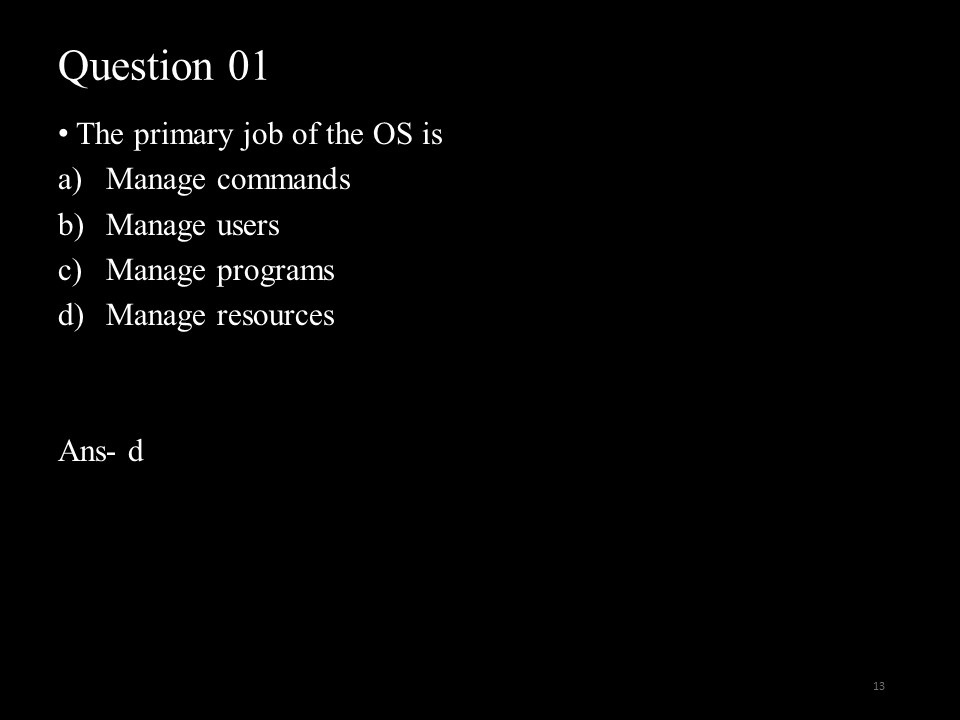 Question 01
• The primary job of the OS is
a) Manage commands
b) Manage users
c) Manage programs
d) Manage resources
Ans- d
13